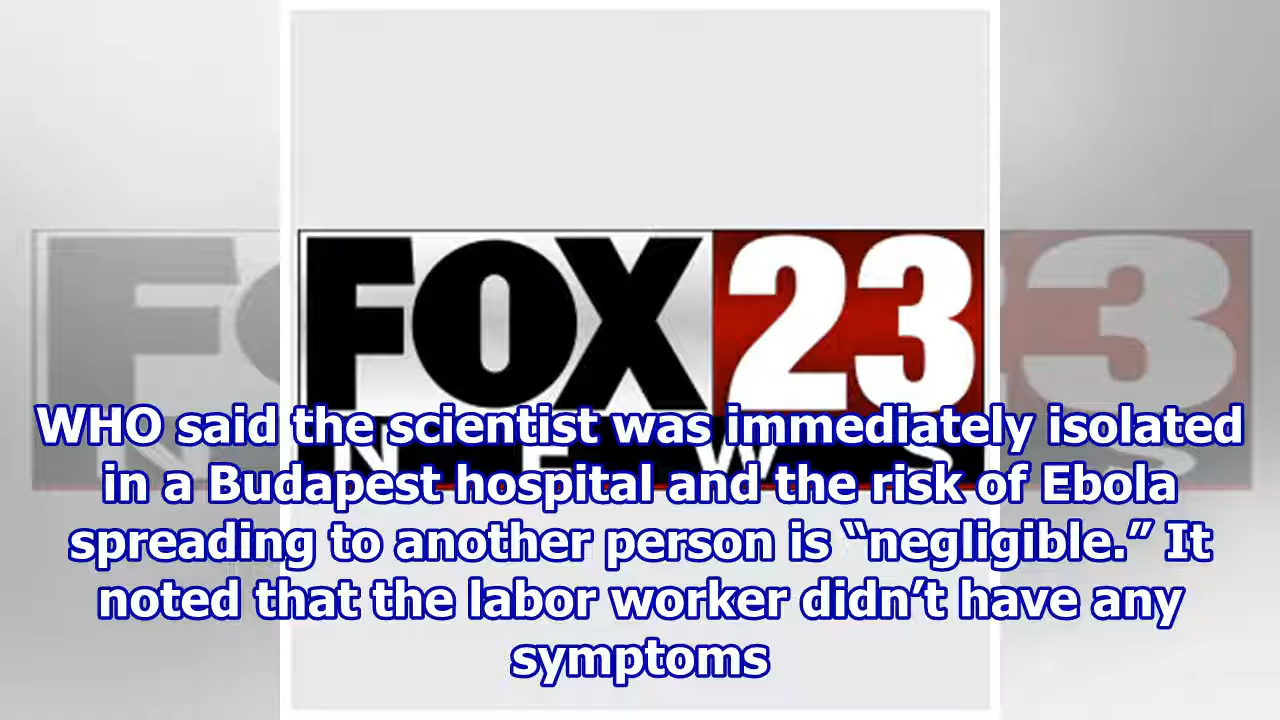 FOX 23
NEWS
WHO said the scientist was immediately isolated
in a Budapest hospital and the risk of Ebola
spreading to another person is “negligible.” It
noted that the labor worker didn’t have any
symptoms